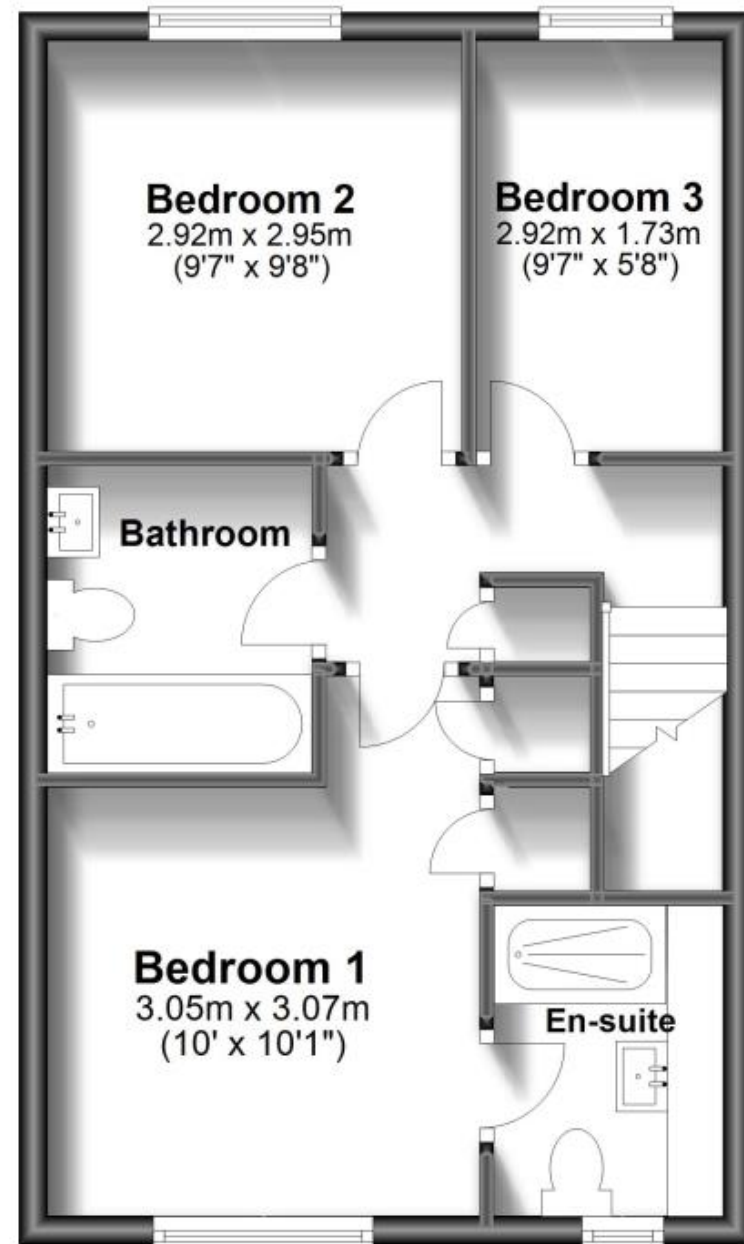 Bedroom 2
2.92m x 2.95m
(9'7" x 9'8")
Bedroom 3
2.92m x 1.73m
(9'7" x 5'8")
Bathroom
Bedroom 1
3.05m x 3.07m
(10' x 10'1")
En-suite